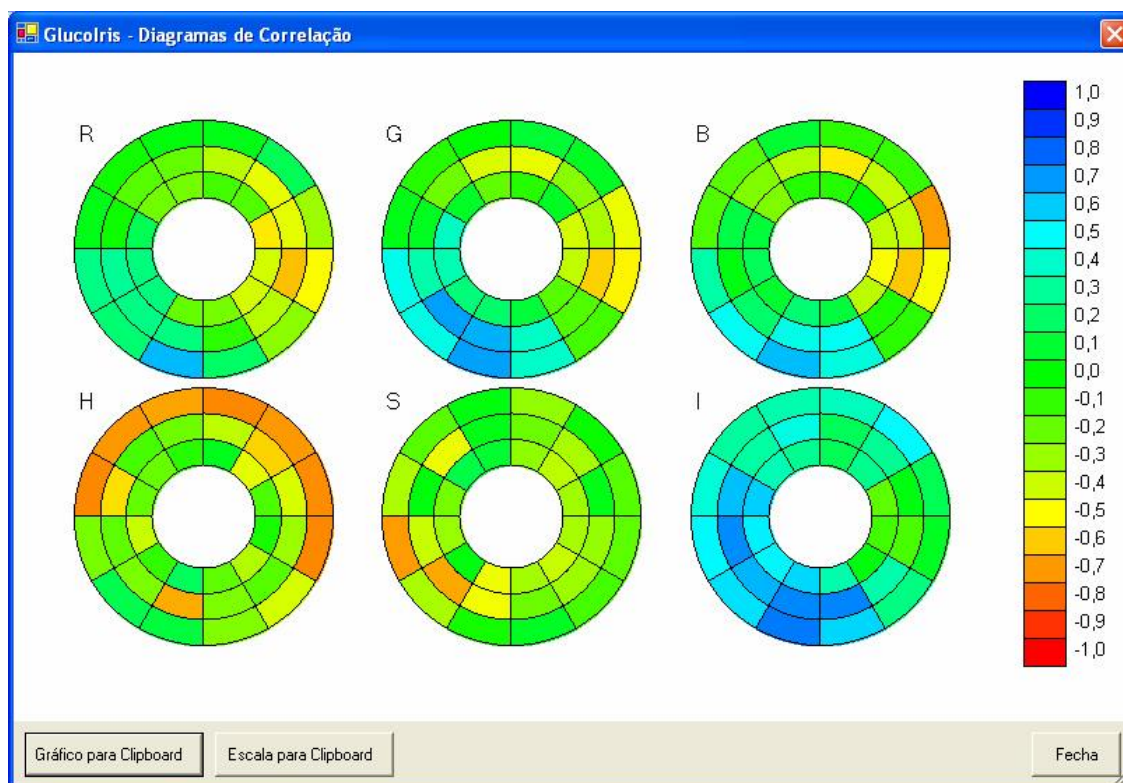 GlucoIris - Diagramas de Correlação
R
G
B
H
S
I
1,0
0,9
0,8
0,7
0,6
0,5
0,4
0,3
0,2
0,1
0,0
-0,1
-0,2
-0,3
-0,4
-0,5
-0,6
-0,7
-0,8
-0,9
-1,0
Gráfico para Clipboard
Escala para Clipboard
Fecha